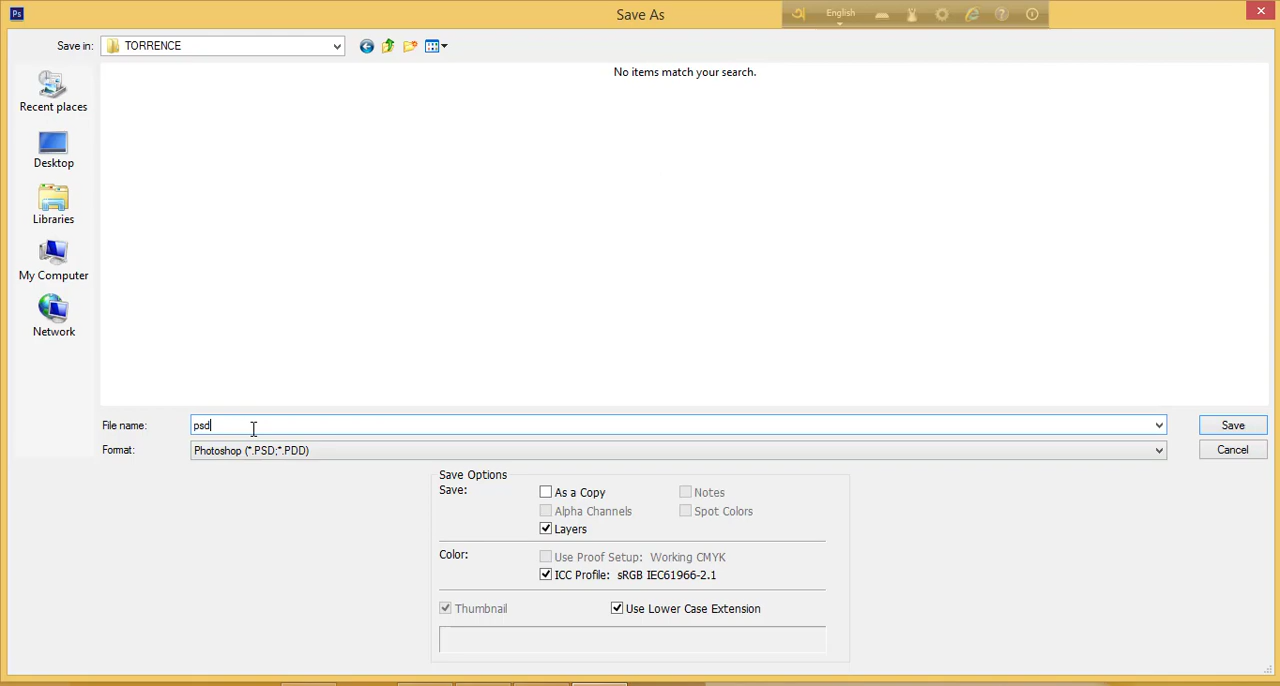 Ps
Save As
English
Save in:
TORRENCE
No items match your search.
Recent places
Desktop
Libraries
My Computer
Network
File name:
psd
Save
Format:
Photoshop (*.PSD;*.PDD)
Cancel
Save Options
Save:
As a Copy
Notes
Alpha Channels
Spot Colors
Layers
Color:
Use Proof Setup: Working CMYK
ICC Profile: sRGB IEC61966-2.1
Thumbnail
Use Lower Case Extension